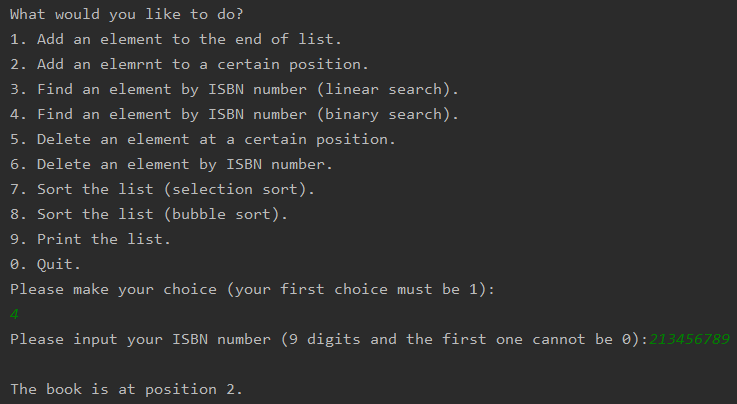 What would you like to do?
1. Add an element to the end of list.
2. Add an elemrnt to a certain position.
3. Find an element by ISBN number (linear search).
4. Find an element by ISBN number (binary search).
5. Delete an element at a certain position.
6. Delete an element by ISBN number.
7. Sort the list (selection sort).
8. Sort the list (bubble sort).
9. Print the list.
0. Quit.
Please make your choice (your first choice must be 1):
4
Please input your ISBN number (9 digits and the first one cannot be 0):213456789
The book is at position 2.